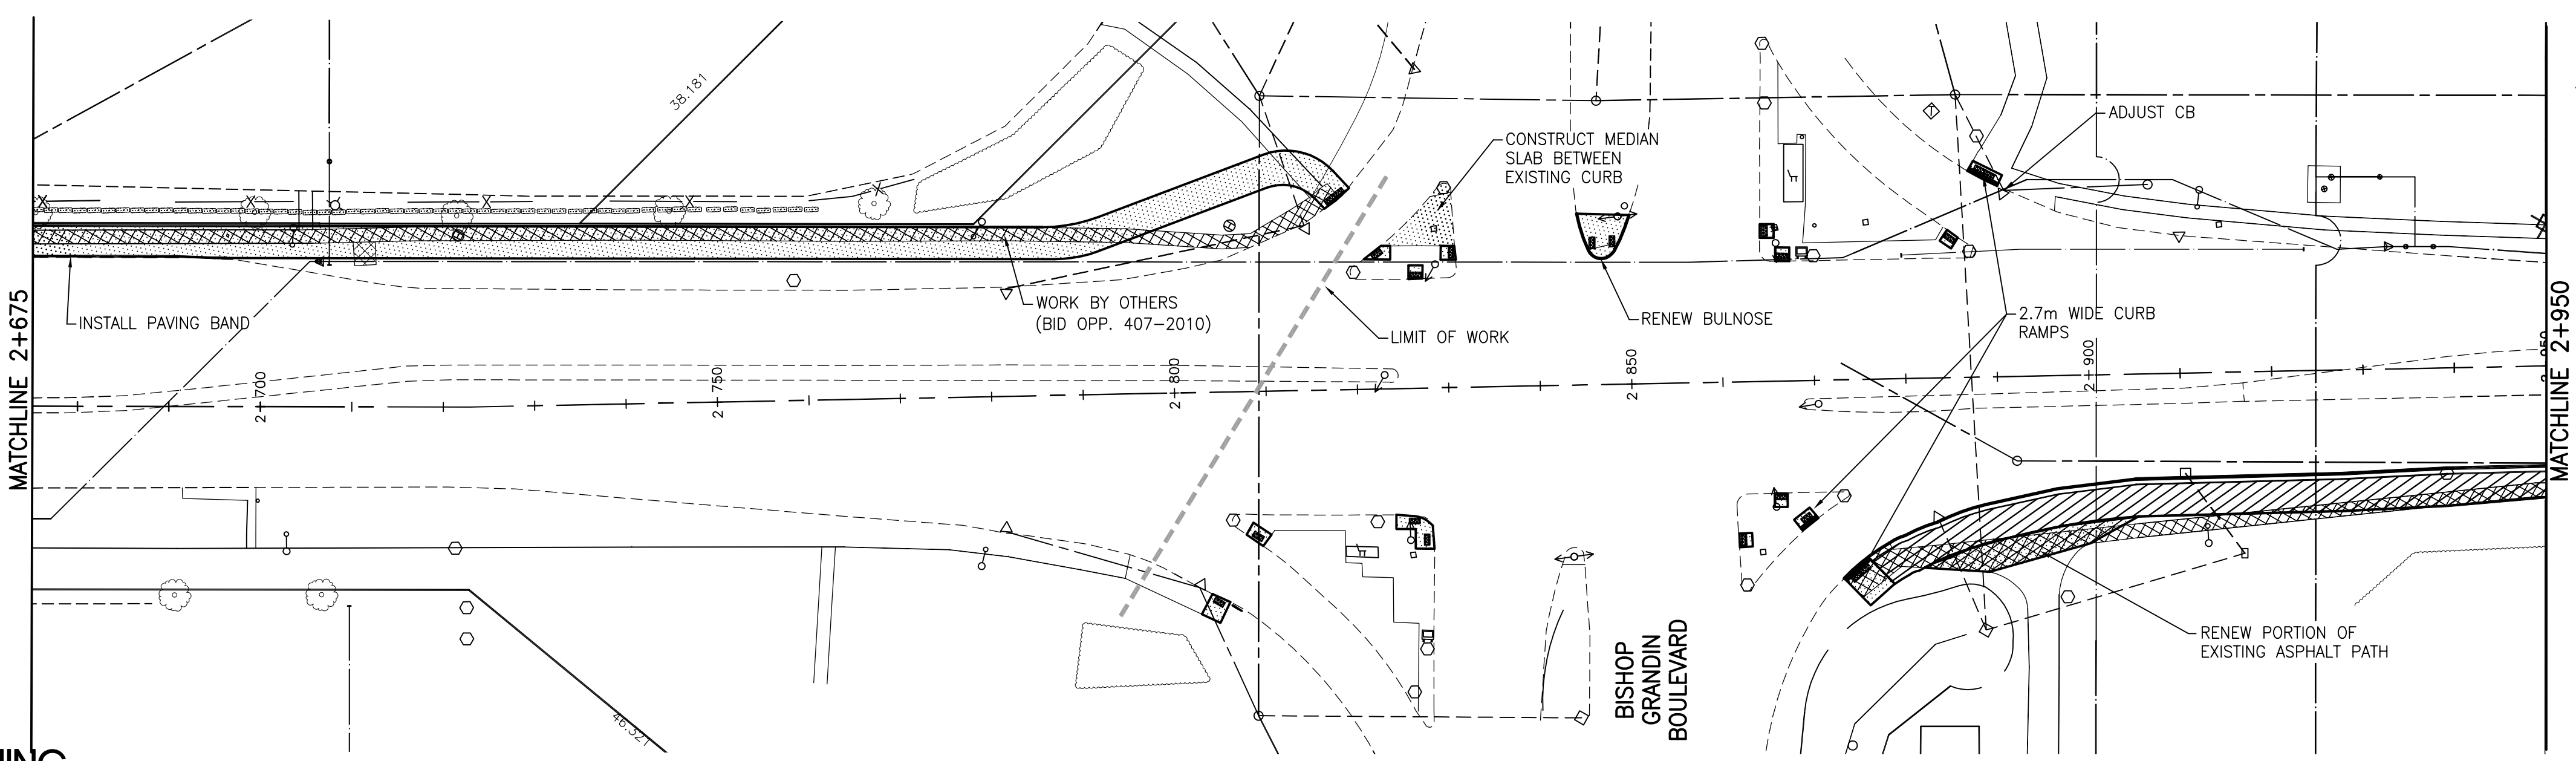 38.181
ADJUST CB
CONSTRUCT MEDIAN
SLAB BETWEEN
EXISTING CURB
MATCHLINE 2+675
INSTALL PAVING BAND
WORK BY OTHERS
(BID OPP. 407-2010)
LIMIT OF WORK
RENEW BULNOSE
2.7m WIDE CURB
RAMPS
MATCHLINE 2+950
2 700
2 750
2 800
2 850
2 900
BISHOP
GRANDIN
BOULEVARD
RENEW PORTION OF
EXISTING ASPHALT PATH
46.321